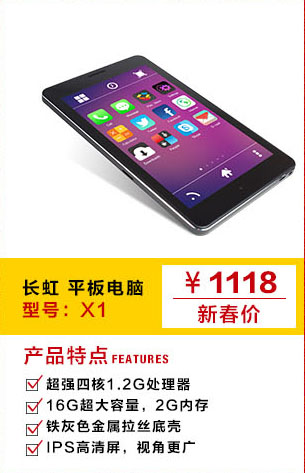 长虹 平板电脑
型号：X1
￥1118
新春价
产品特点 FEATURES
超强四核1.2G处理器
16G超大容量，2G内存
铁灰色金属拉丝底壳
IPS高清屏，视角更广